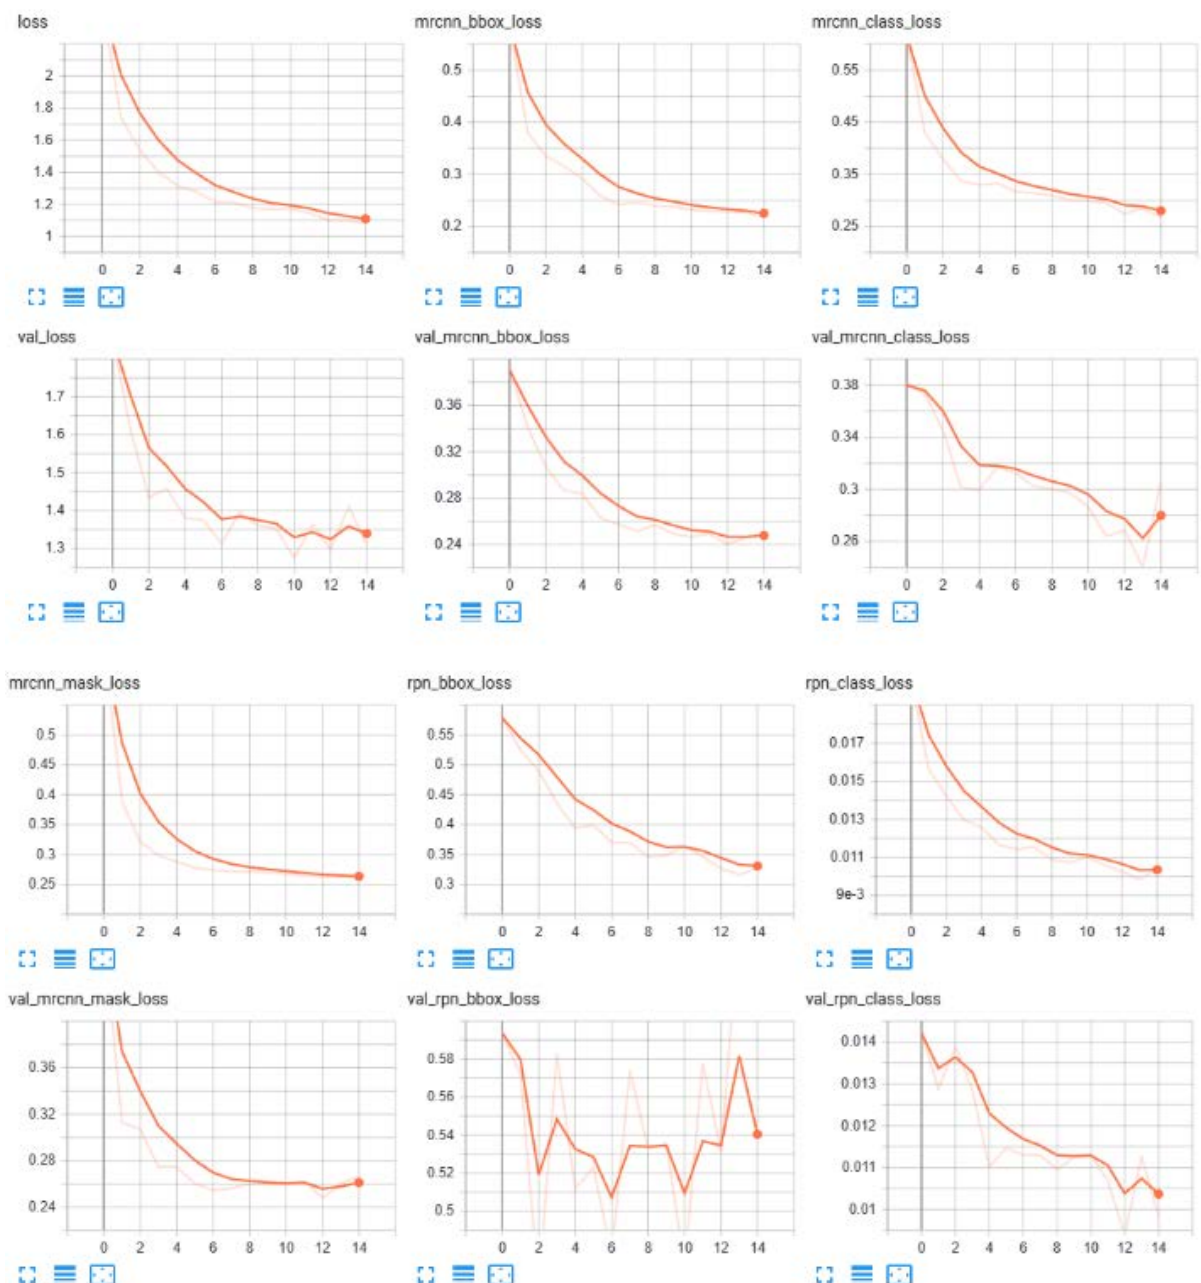 loss
2
1.8
1.6
1.4
1.2
1
0 2 4 6 8 10 12 14
mrcnn_bbox_loss
0.5
0.4
0.3
0.2
0 2 4 6 8 10 12 14
mrcnn_class_loss
0.55
0.45
0.35
0.25
0 2 4 6 8 10 12 14
val_loss
1.7
1.6
1.5
1.4
1.3
0 2 4 6 8 10 12 14
val_mrcnn_bbox_loss
0.36
0.32
0.28
0.24
0 2 4 6 8 10 12 14
val_mrcnn_class_loss
0.38
0.34
0.3
0.26
0 2 4 6 8 10 12 14
mrcnn_mask_loss
0.5
0.45
0.4
0.35
0.3
0.25
0 2 4 6 8 10 12 14
rpn_bbox_loss
0.55
0.5
0.45
0.4
0.35
0.3
0 2 4 6 8 10 12 14
rpn_class_loss
0.017
0.015
0.013
0.011
9e-3
0 2 4 6 8 10 12 14
val_mrcnn_mask_loss
0.36
0.32
0.28
0.24
0 2 4 6 8 10 12 14
val_rpn_bbox_loss
0.58
0.56
0.54
0.52
0.5
0 2 4 6 8 10 12 14
val_rpn_class_loss
0.014
0.013
0.012
0.011
0.01
0 2 4 6 8 10 12 14